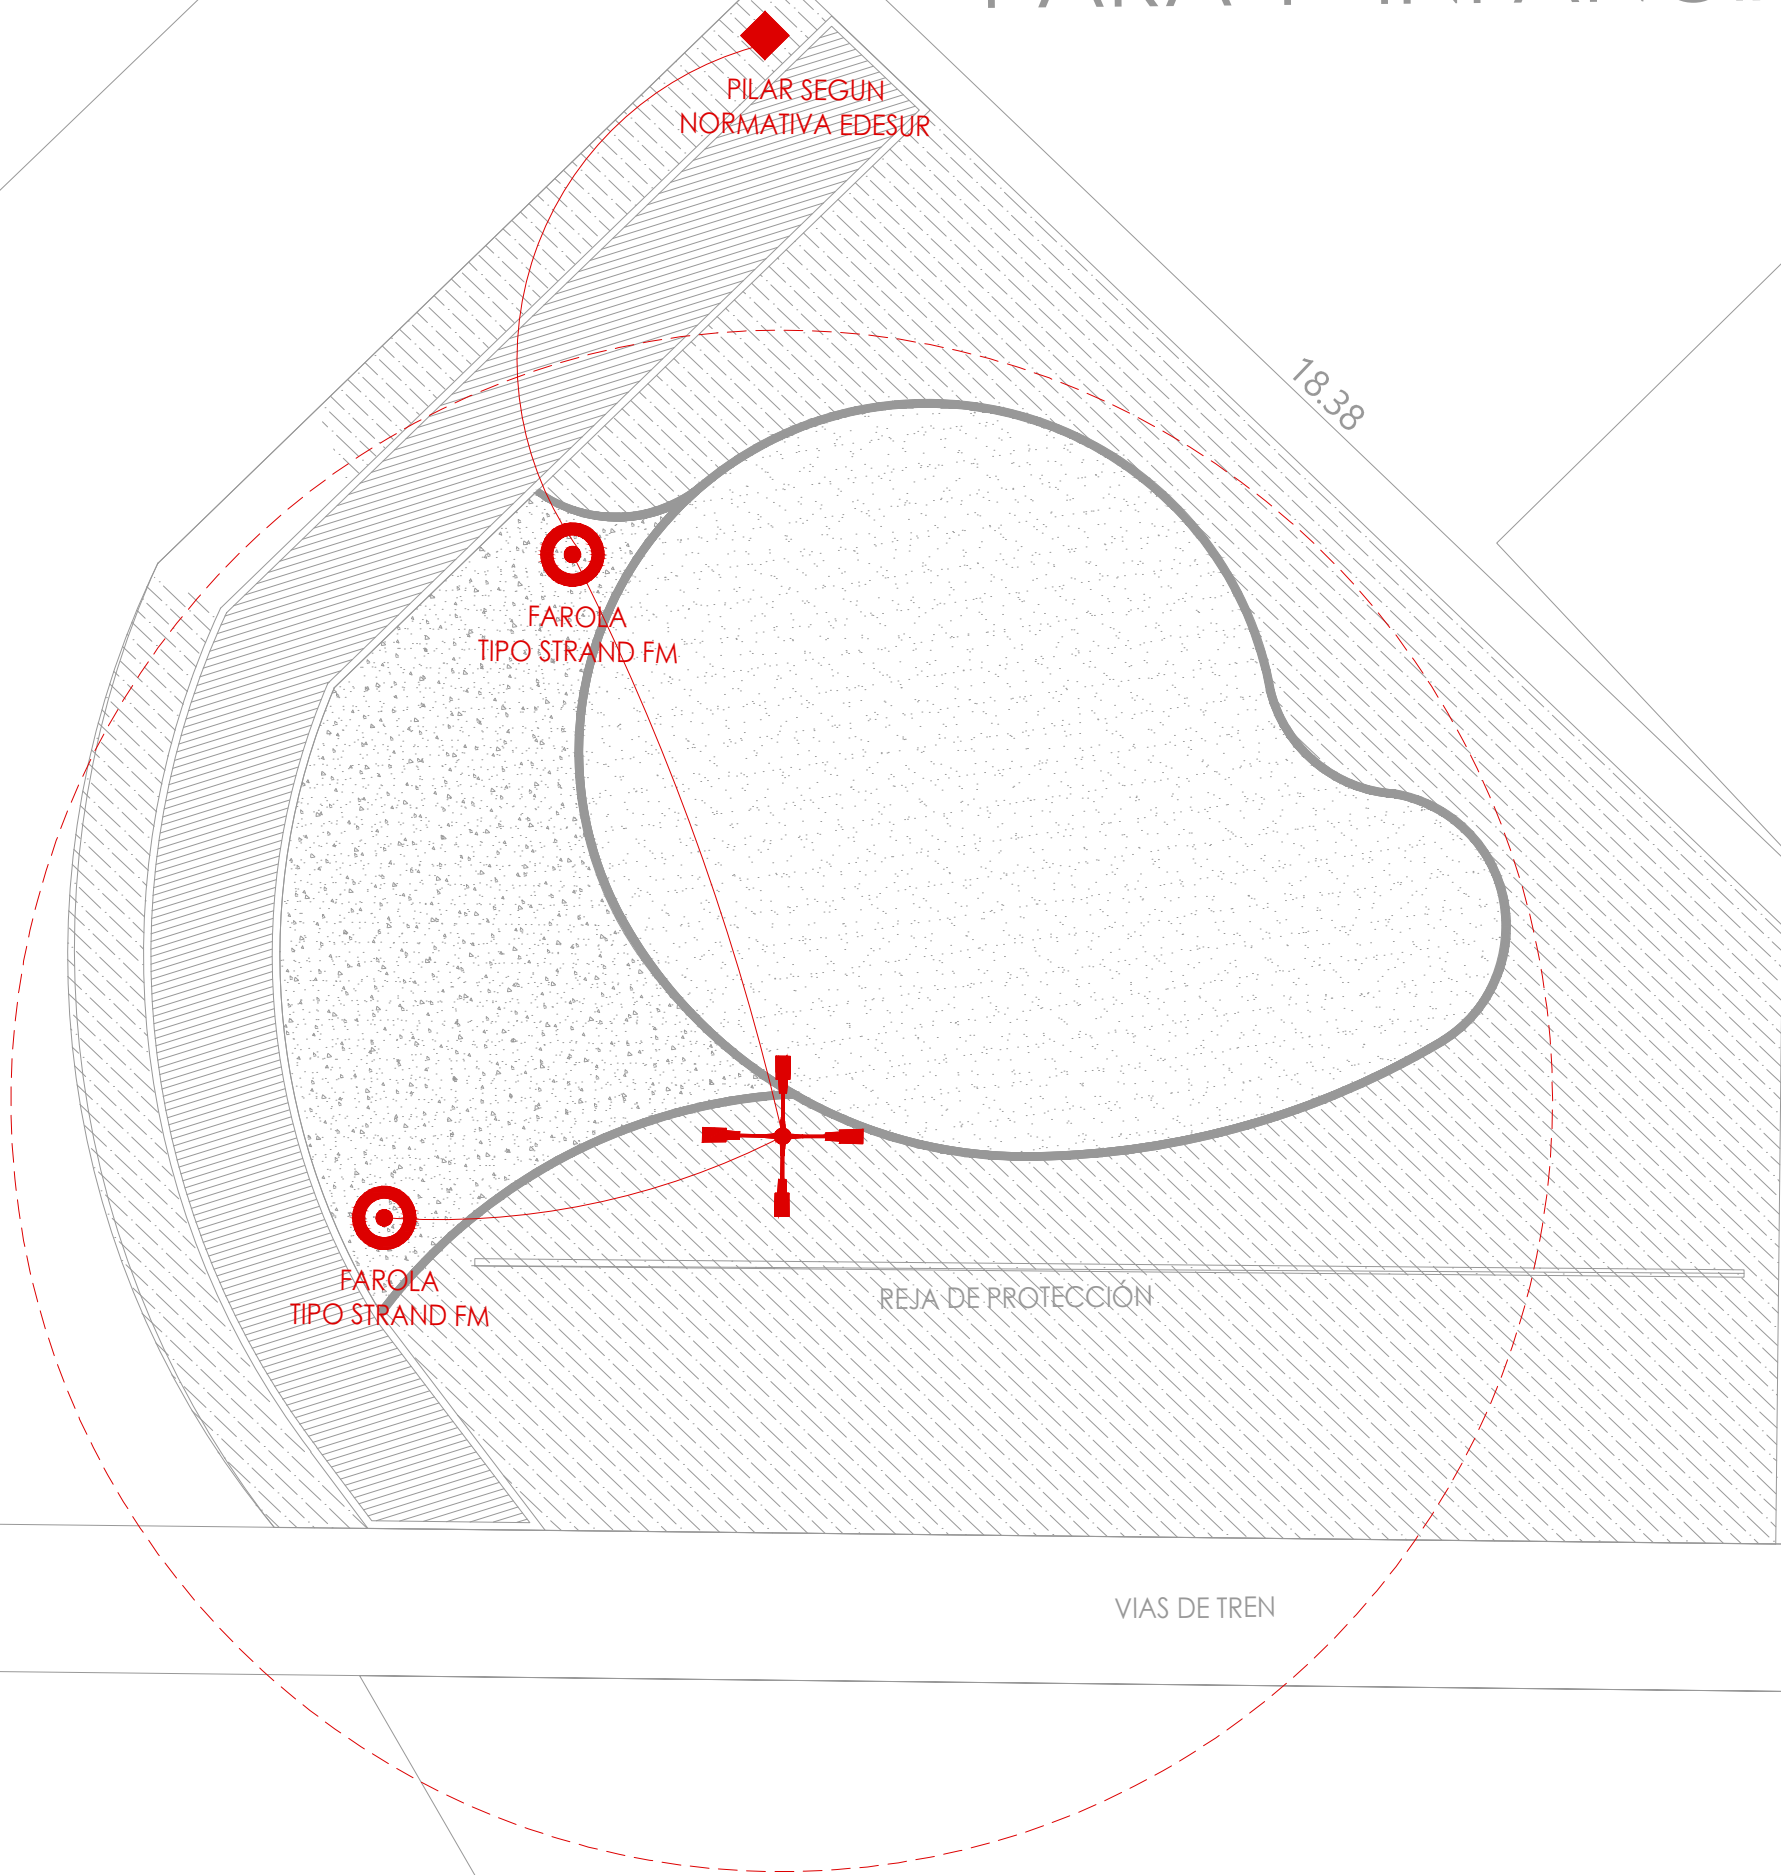 PILAR SEGUN
NORMATIVA EDESUR
18.38
FAROLA
TIPO STRAND FM
FAROLA
TIPO STRAND FM
REJA DE PROTECCIÓN
VIAS DE TREN